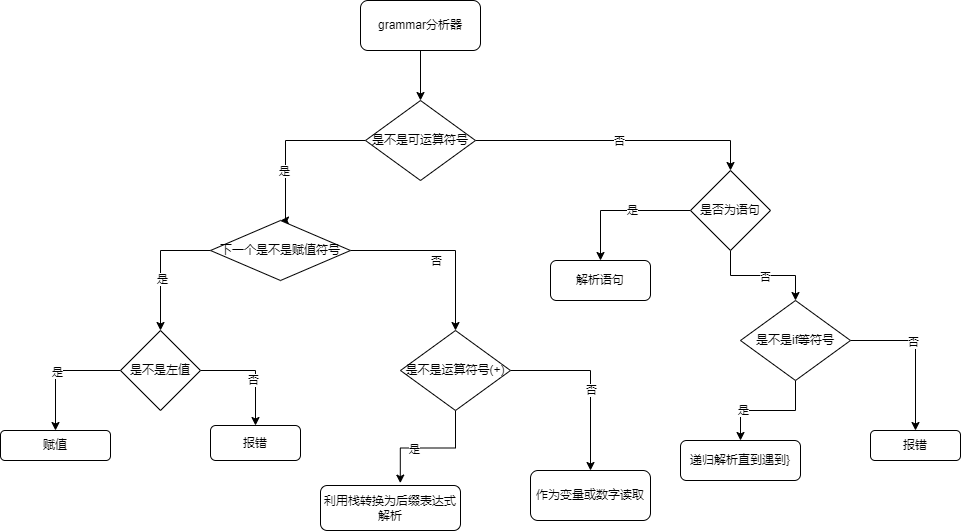 grammar分析器
是不是可运算符号
否
是
是否为语句
是
下一个是不是赋值符号
否
解析语句
是
否
是不是左值
是不是运算符号(+)
是不是if等符号
否
是
否
否
是
赋值
报错
是
递归解析直到遇到}
报错
利用栈转换为后缀表达式
解析
作为变量或数字读取